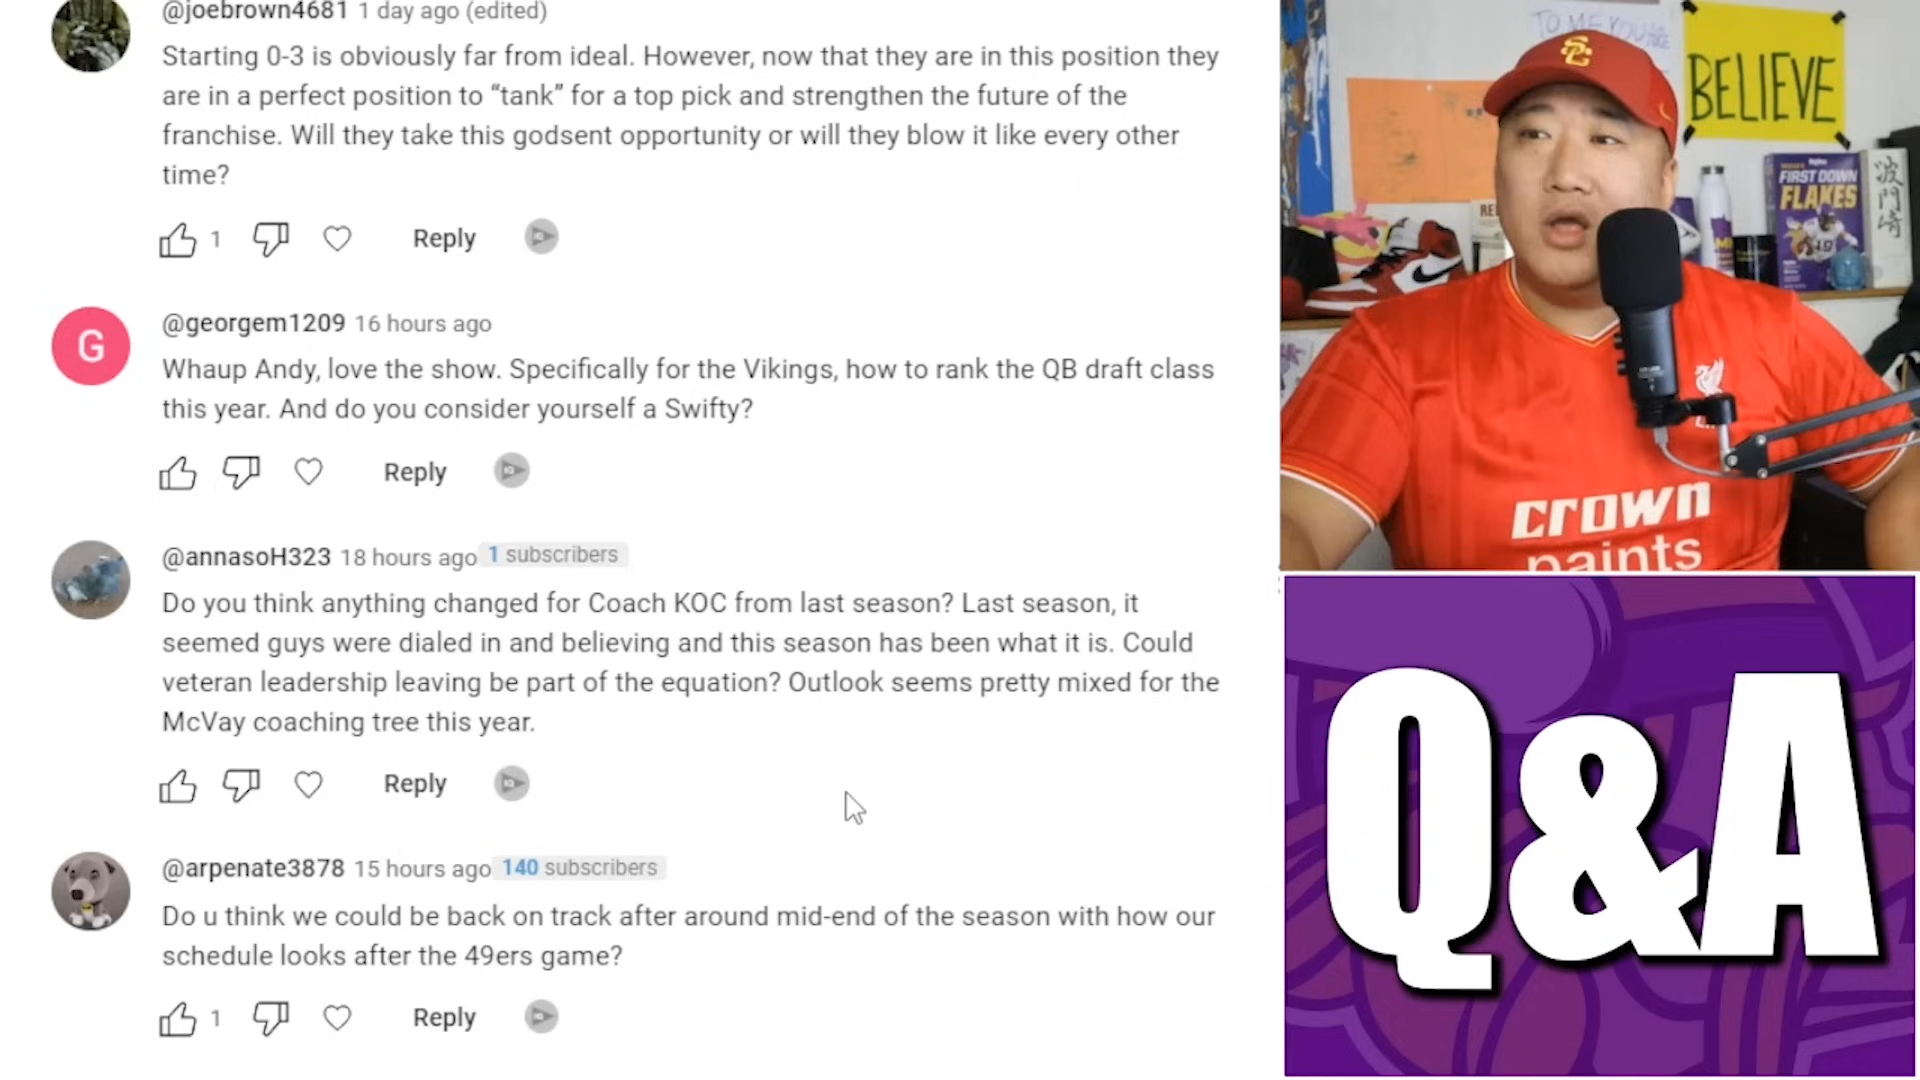 @joebrown4681 1 day ago (edited)
Starting 0-3 is obviously far from ideal. However, now that they are in this position they
are in a perfect position to “tank” for a top pick and strengthen the future of the
franchise. Will they take this godsent opportunity or will they blow it like every other
time?
1 Reply
@georgem1209 16 hours ago
Whaup Andy, love the show. Specifically for the Vikings, how to rank the QB draft class
this year. And do you consider yourself a Swifty?
Reply
@annasoH323 18 hours ago 1 subscribers
Do you think anything changed for Coach KOC from last season? Last season, it
seemed guys were dialed in and believing and this season has been what it is. Could
veteran leadership leaving be part of the equation? Outlook seems pretty mixed for the
McVay coaching tree this year.
Reply
@arpenate3878 15 hours ago 140 subscribers
Do u think we could be back on track after around mid-end of the season with how our
schedule looks after the 49ers game?
1 Reply
G
TO ME YOU ARE
SC
BELIEVE
FIRST DOWN
FLAKES
19
波
門
崎
crown
paints
Q&A